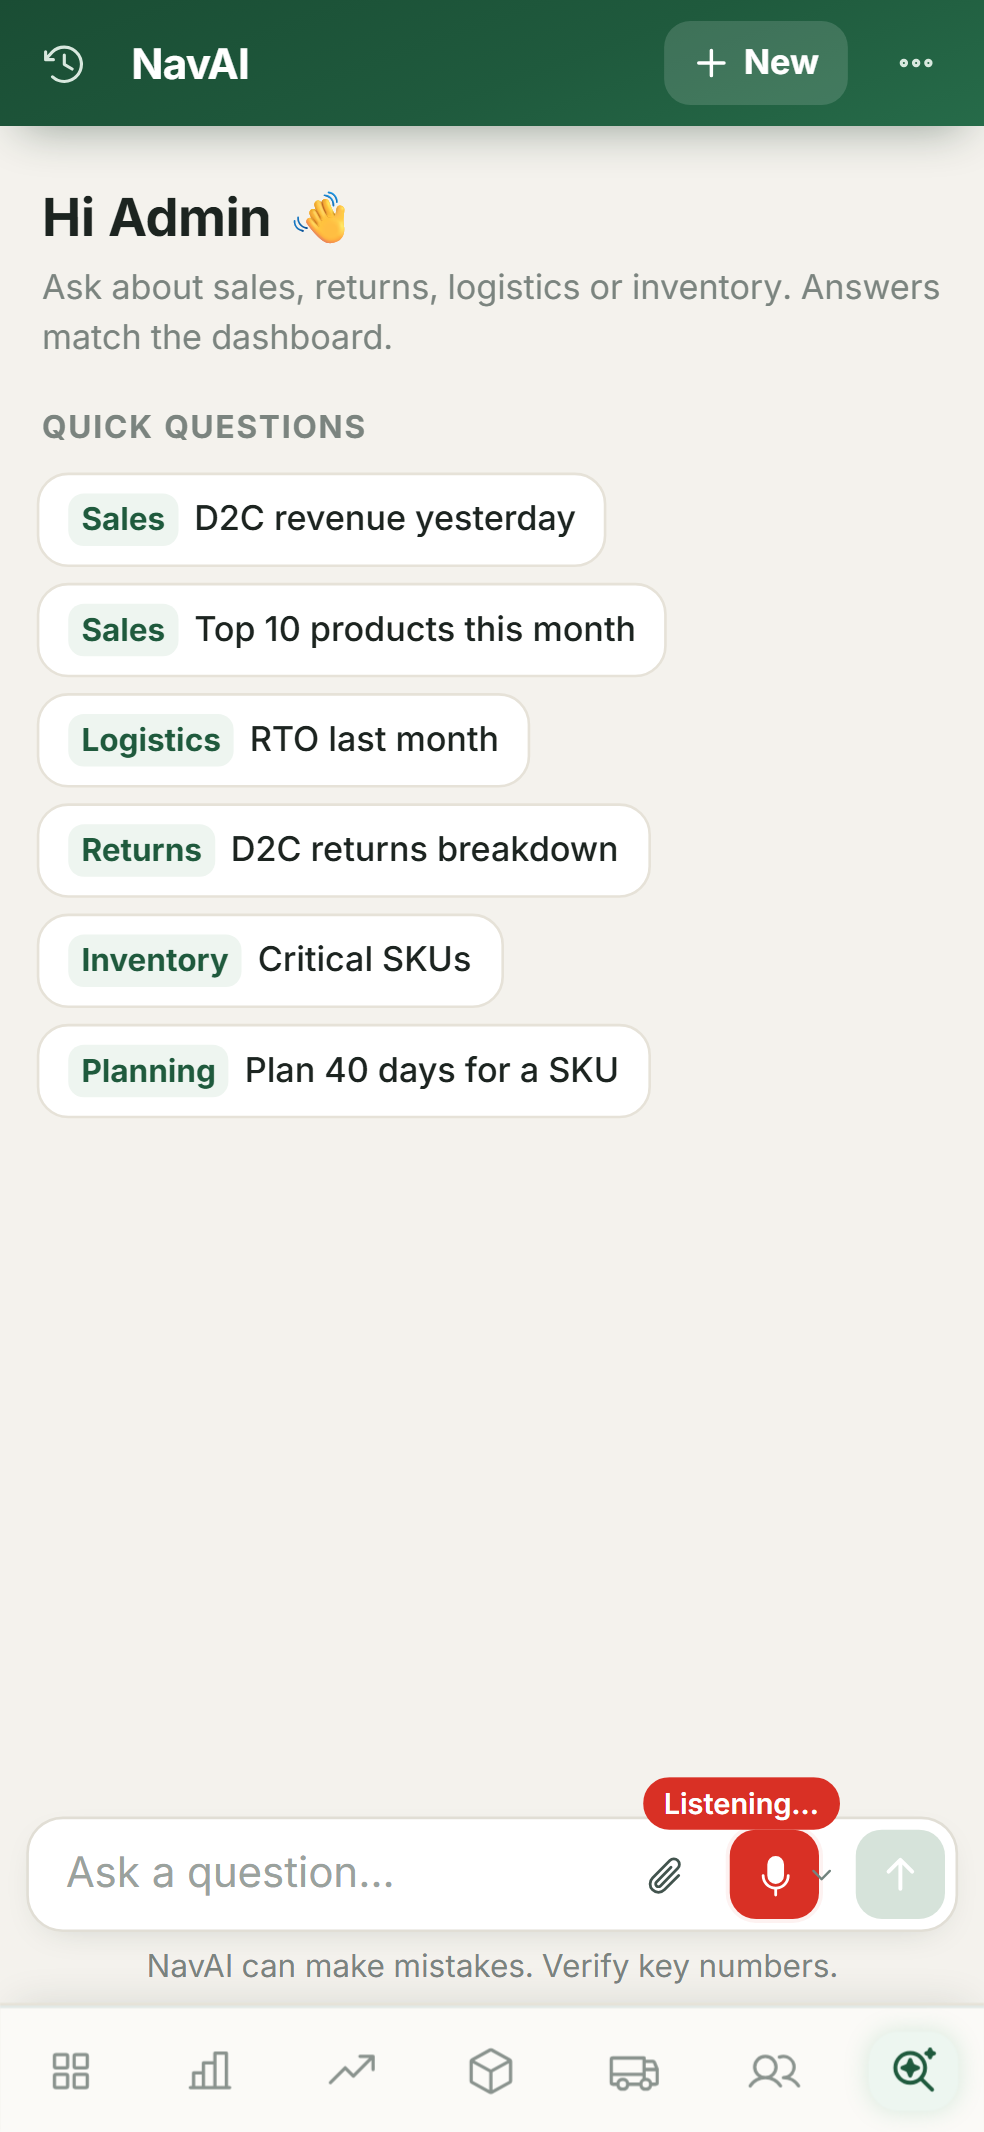 NavAI
New
Hi Admin 👋
Ask about sales, returns, logistics or inventory. Answers
match the dashboard.
QUICK QUESTIONS
Sales D2C revenue yesterday
Sales Top 10 products this month
Logistics RTO last month
Returns D2C returns breakdown
Inventory Critical SKUs
Planning Plan 40 days for a SKU
Listening...
Ask a question...
NavAI can make mistakes. Verify key numbers.